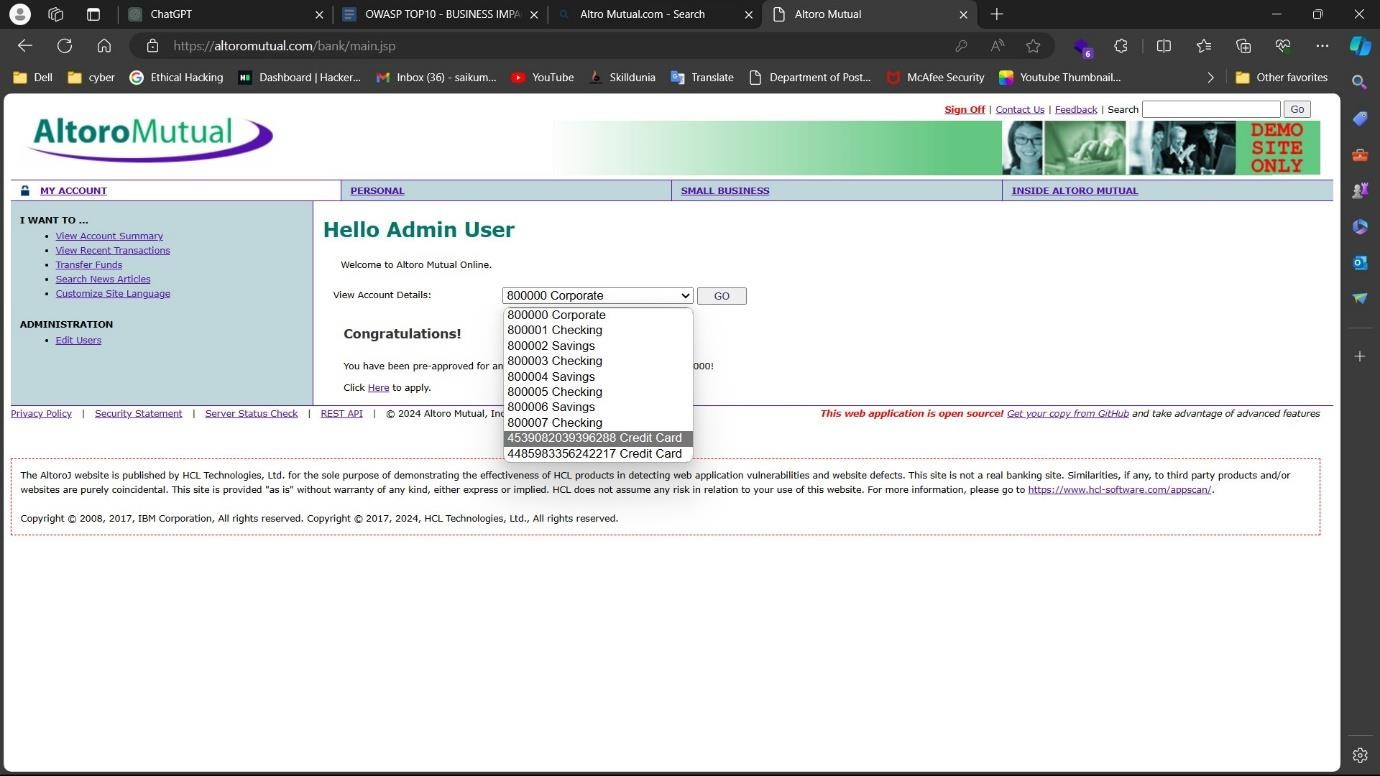 ChatGPT
OWASP TOP10 - BUSINESS IMPA
Altro Mutual.com - Search
Altoro Mutual
https://altoromutual.com/bank/main.jsp
6
Dell
cyber
Ethical Hacking
Dashboard | Hacker...
Inbox (36) - saikum...
YouTube
Skilldunia
Translate
Department of Post...
McAfee Security
Youtube Thumbnail...
Other favorites
AltoroMutual
Sign Off | Contact Us | Feedback | Search
Go
DEMO
SITE
ONLY
MY ACCOUNT
PERSONAL
SMALL BUSINESS
INSIDE ALTORO MUTUAL
I WANT TO ...
• View Account Summary
• View Recent Transactions
• Transfer Funds
• Search News Articles
• Customize Site Language
ADMINISTRATION
• Edit Users
Hello Admin User
Welcome to Altoro Mutual Online.
View Account Details:
800000 Corporate
GO
800000 Corporate
800001 Checking
800002 Savings
800003 Checking
800004 Savings
800005 Checking
800006 Savings
800007 Checking
4539082039396288 Credit Card
4485983356242217 Credit Card
Congratulations!
You have been pre-approved for an 000!
Click Here to apply.
Privacy Policy | Security Statement | Server Status Check | REST API | © 2024 Altoro Mutual, Inc
This web application is open source! Get your copy from GitHub and take advantage of advanced features
The AltoroJ website is published by HCL Technologies, Ltd. for the sole purpose of demonstrating the effectiveness of HCL products in detecting web application vulnerabilities and website defects. This site is not a real banking site. Similarities, if any, to third party products and/or
websites are purely coincidental. This site is provided "as is" without warranty of any kind, either express or implied. HCL does not assume any risk in relation to your use of this website. For more information, please go to https://www.hcl-software.com/appscan/.
Copyright © 2008, 2017, IBM Corporation, All rights reserved. Copyright © 2017, 2024, HCL Technologies, Ltd., All rights reserved.